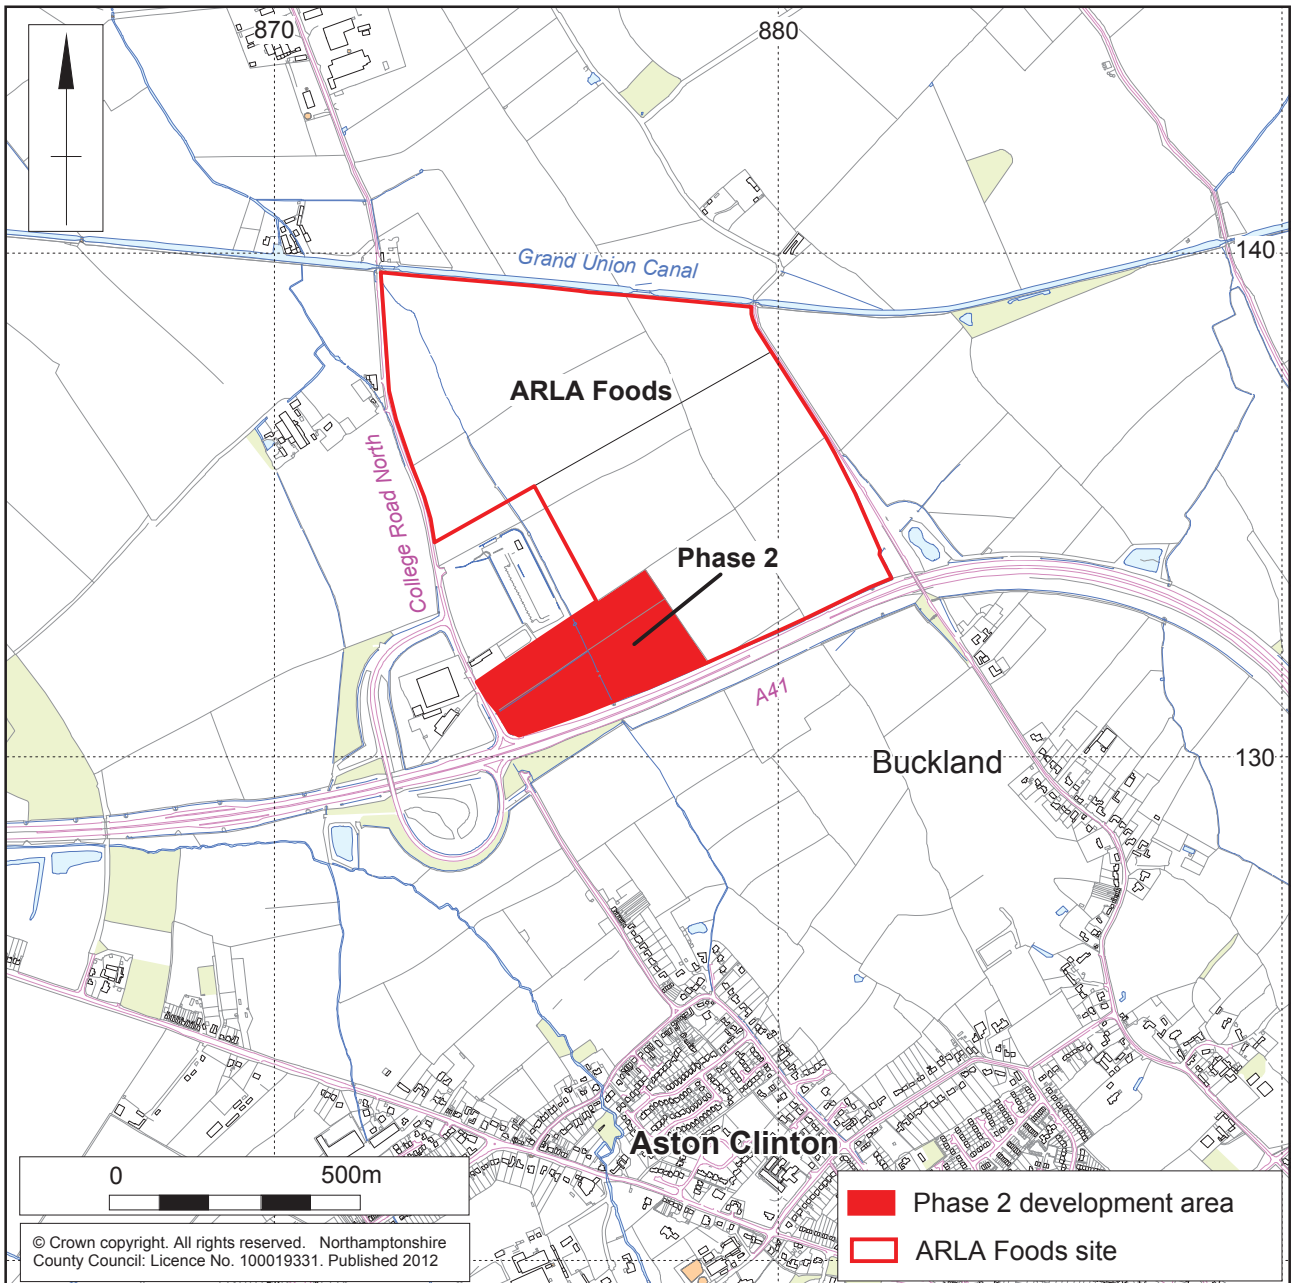 870
880
Grand Union Canal
140
ARLA Foods
College Road North
Phase 2
A41
Buckland
130
Aston Clinton
0 500m
Phase 2 development area
ARLA Foods site
© Crown copyright. All rights reserved. Northamptonshire
County Council: Licence No. 100019331. Published 2012